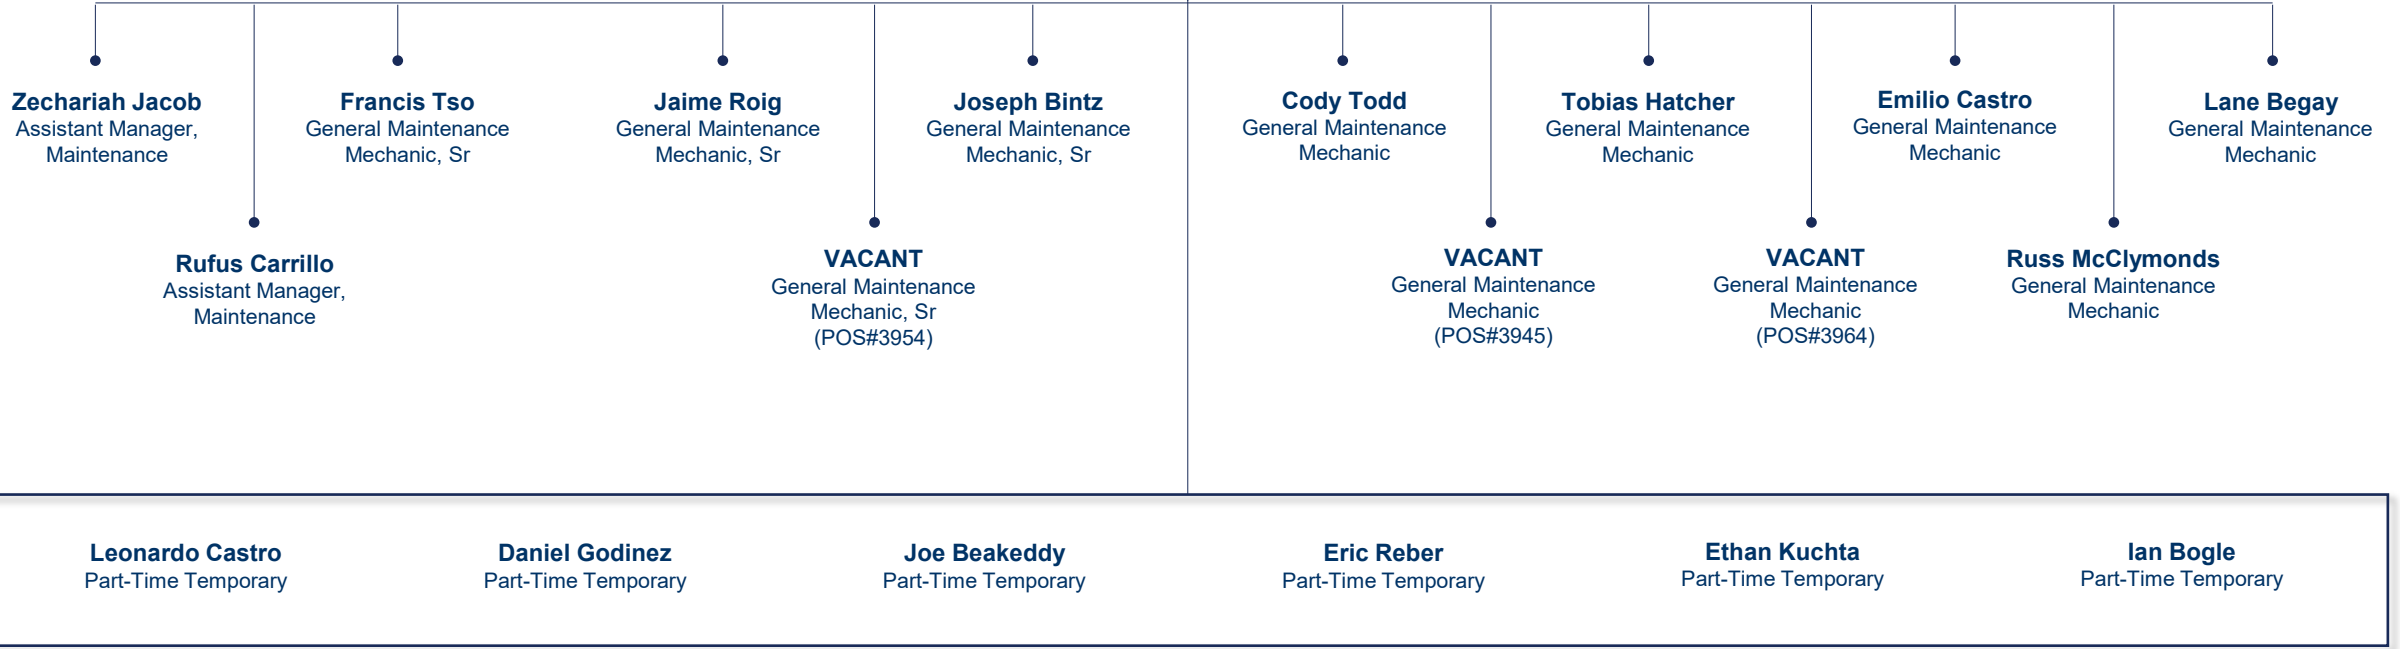 Zechariah Jacob
Assistant Manager,
Maintenance
Francis Tso
General Maintenance
Mechanic, Sr
Jaime Roig
General Maintenance
Mechanic, Sr
Joseph Bintz
General Maintenance
Mechanic, Sr
Cody Todd
General Maintenance
Mechanic
Tobias Hatcher
General Maintenance
Mechanic
Emilio Castro
General Maintenance
Mechanic
Lane Begay
General Maintenance
Mechanic
Rufus Carrillo
Assistant Manager,
Maintenance
VACANT
General Maintenance
Mechanic, Sr
(POS#3954)
VACANT
General Maintenance
Mechanic
(POS#3945)
VACANT
General Maintenance
Mechanic
(POS#3964)
Russ McClymonds
General Maintenance
Mechanic
Leonardo Castro
Part-Time Temporary
Daniel Godinez
Part-Time Temporary
Joe Beakeddy
Part-Time Temporary
Eric Reber
Part-Time Temporary
Ethan Kuchta
Part-Time Temporary
Ian Bogle
Part-Time Temporary